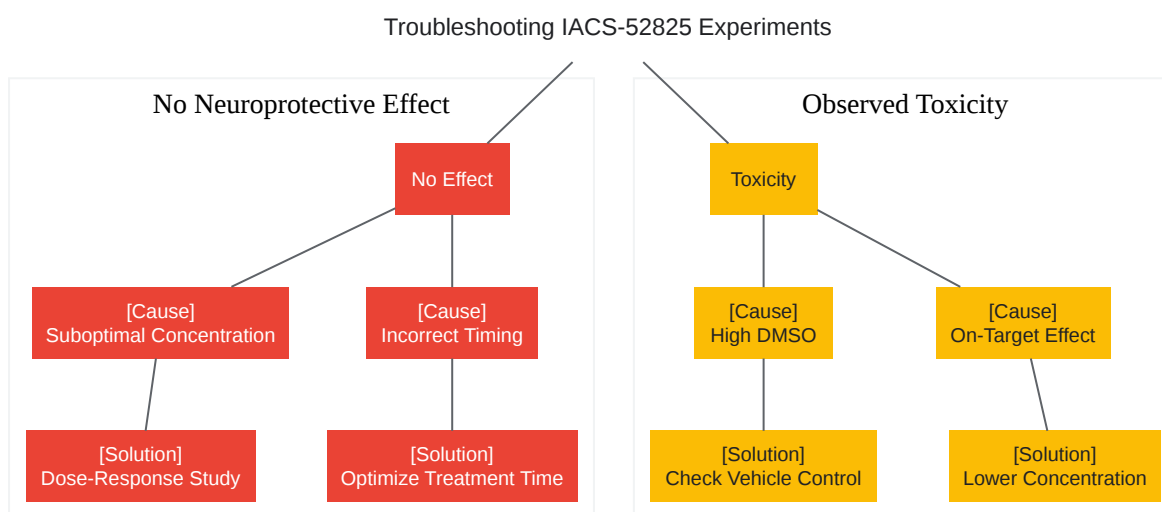 Troubleshooting IACS-52825 Experiments
No Neuroprotective Effect
Observed Toxicity
No Effect
Toxicity
[Cause]
Suboptimal Concentration
[Cause]
Incorrect Timing
[Cause]
High DMSO
[Cause]
On-Target Effect
[Solution]
Dose-Response Study
[Solution]
Optimize Treatment Time
[Solution]
Check Vehicle Control
[Solution]
Lower Concentration